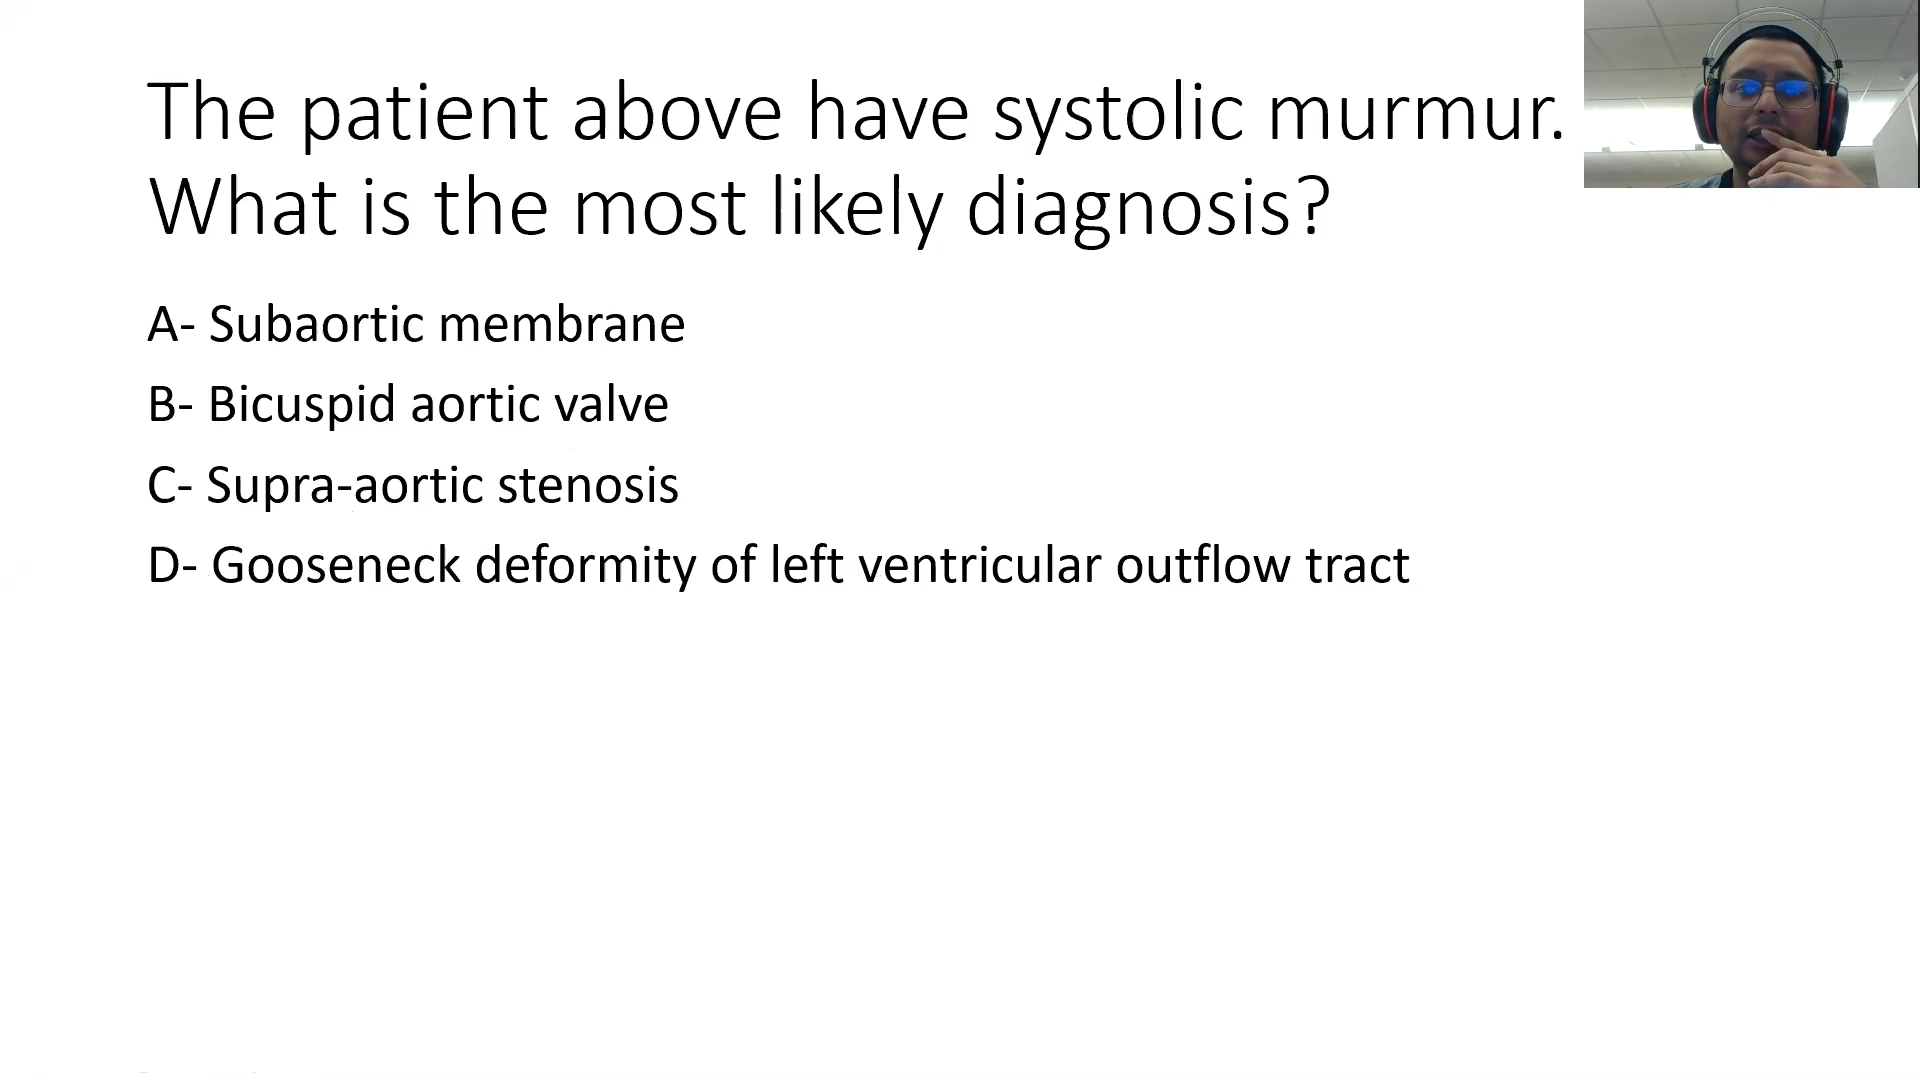 The patient above have systolic murmur.
What is the most likely diagnosis?
A- Subaortic membrane
B- Bicuspid aortic valve
C- Supra-aortic stenosis
D- Gooseneck deformity of left ventricular outflow tract